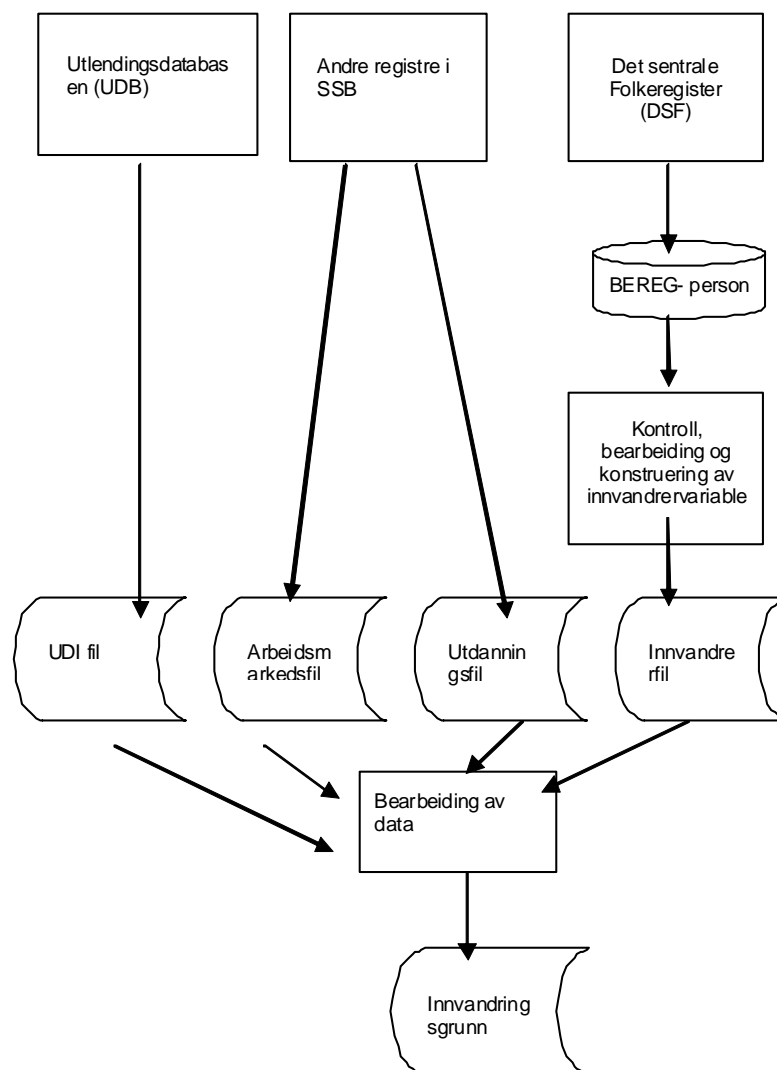 Utlendingsdatabas
en (UDB)
Andre registre i
SSB
Det sentrale
Folkeregister
(DSF)
BEREG- person
Kontroll,
bearbeiding og
konstruering av
innvandrervariable
UDI fil
Arbeidsm
arkedsfil
Utdannin
gsfil
Innvandre
rfil
Bearbeiding av
data
Innvandring
sgrunn